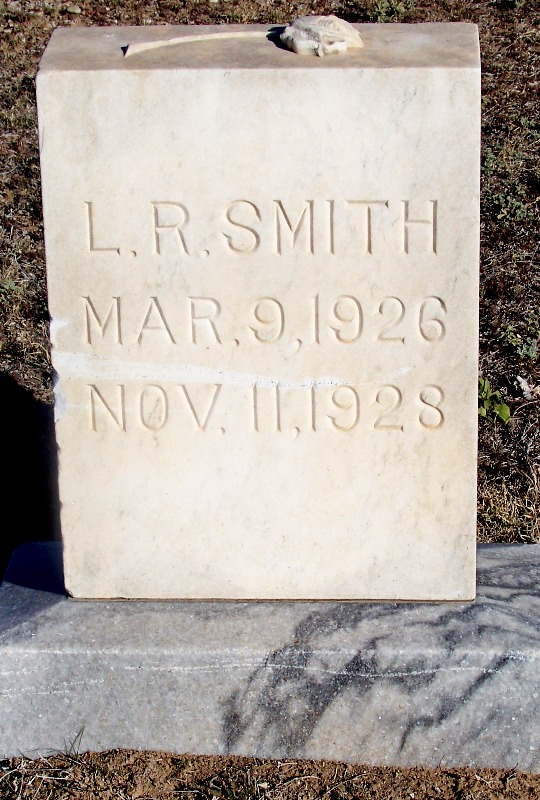 L. R. SMITH
MAR. 9, 1926
NOV. 11, 1928